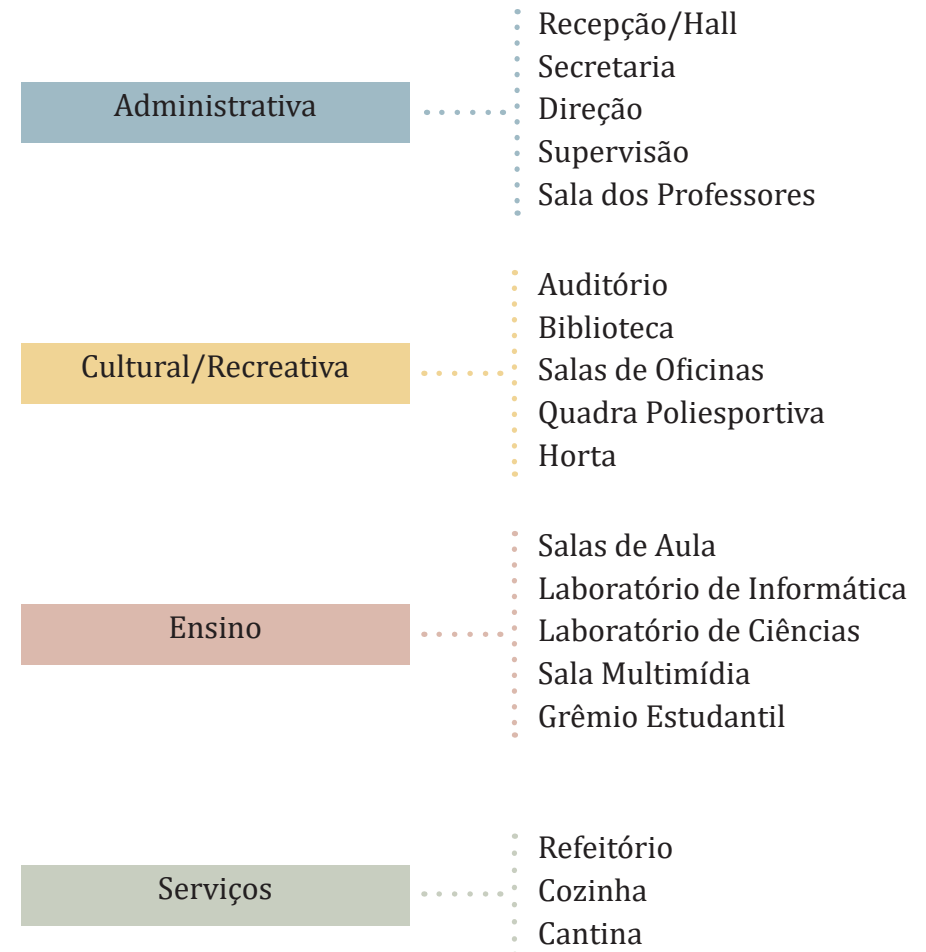 Administrativa
Recepção/Hall
Secretaria
Direção
Supervisão
Sala dos Professores
Cultural/Recreativa
Auditório
Biblioteca
Salas de Oficinas
Quadra Poliesportiva
Horta
Ensino
Salas de Aula
Laboratório de Informática
Laboratório de Ciências
Sala Multimídia
Grêmio Estudantil
Serviços
Refeitório
Cozinha
Cantina